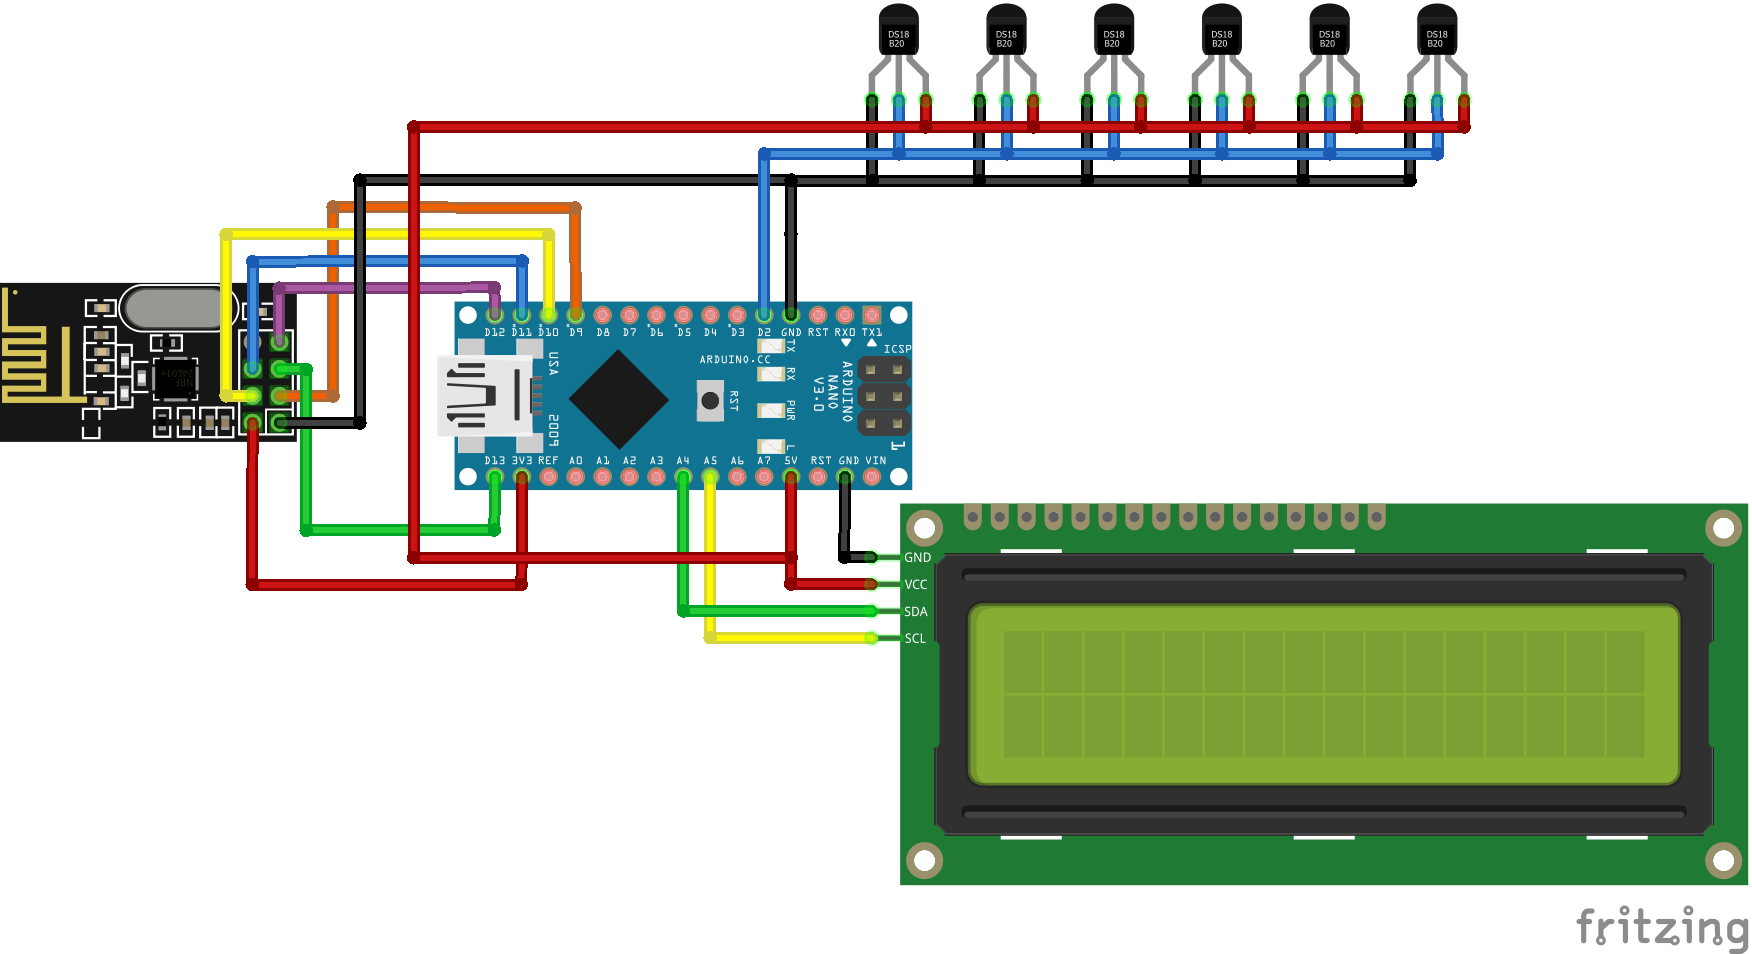 DS18
B20
DS18
B20
DS18
B20
DS18
B20
DS18
B20
DS18
B20
D12 D11 D10 D9 D8 D7 D6 D5 D4 D3 D2 GND RST RX0 TX1
TX
ICSP
USA
ARDUINO.CC
RX
ARDUINO
NANO
V3.0
NRF
24L01+
RST
PWR
2009
L
1
D13 3V3 REF A0 A1 A2 A3 A4 A5 A6 A7 5V RST GND VIN
GND
VCC
SDA
SCL
fritzing